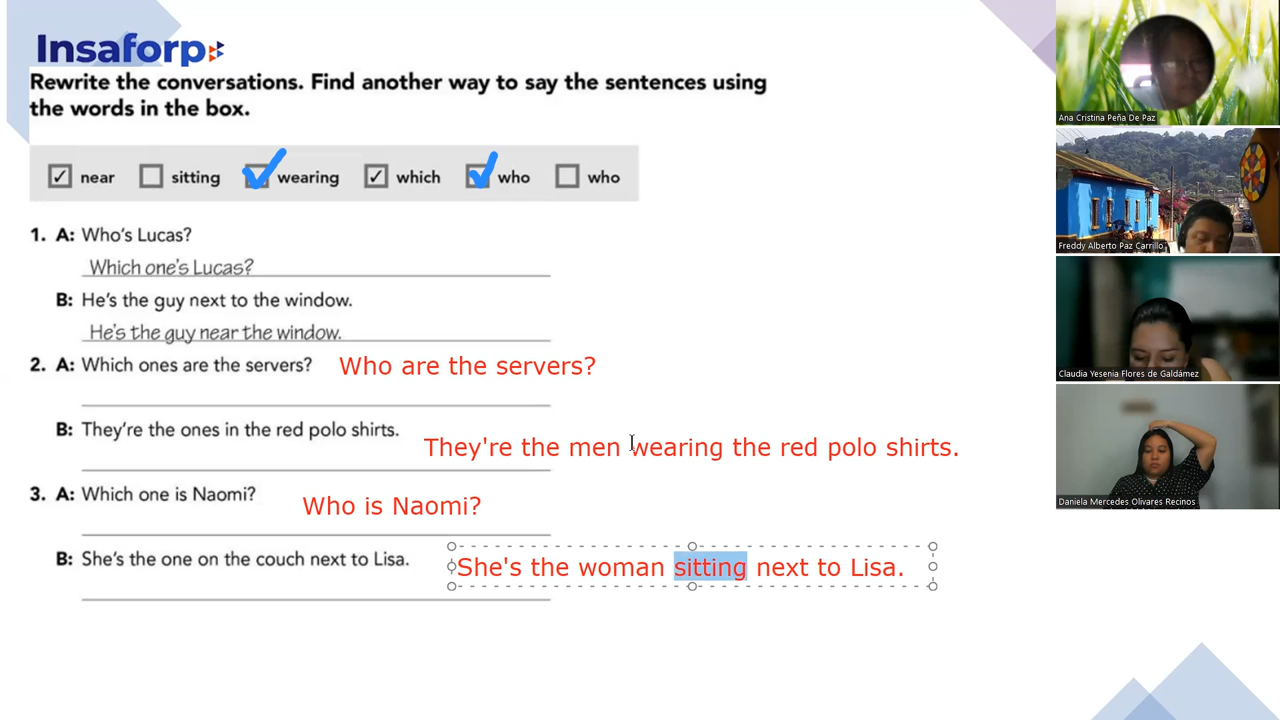 Insaforp
Rewrite the conversations. Find another way to say the sentences using
the words in the box.
near sitting wearing which who who
1. A: Who's Lucas?
Which one's Lucas?
B: He's the guy next to the window.
He's the guy near the window.
2. A: Which ones are the servers? Who are the servers?
B: They're the ones in the red polo shirts.
They're the men wearing the red polo shirts.
3. A: Which one is Naomi?
Who is Naomi?
B: She's the one on the couch next to Lisa.
She's the woman sitting next to Lisa.
Ana Cristina Peña De Paz
Freddy Alberto Paz Carrillo
Claudia Yesenia Flores de Galdámez
Daniela Mercedes Olivares Recinos